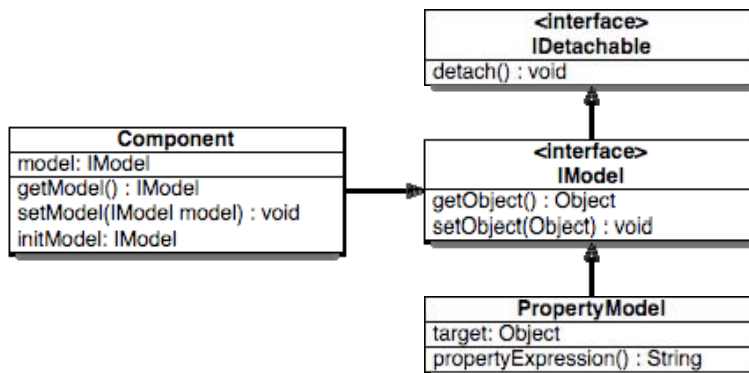 <interface>
IDetachable
detach() : void
Component
model: IModel
getModel() : IModel
setModel(IModel model) : void
initModel: IModel
<interface>
IModel
getObject() : Object
setObject(Object) : void
PropertyModel
target: Object
propertyExpression() : String